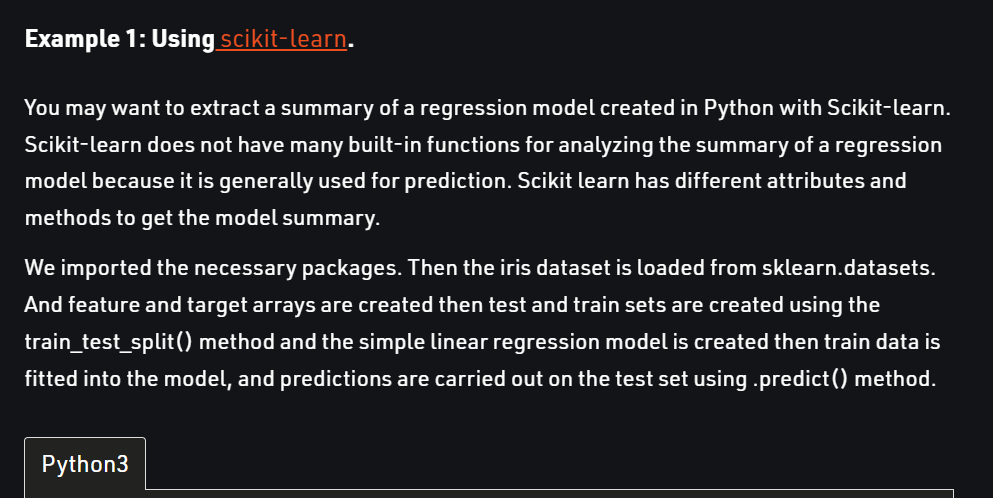 Example 1: Using scikit-learn.
You may want to extract a summary of a regression model created in Python with Scikit-learn.
Scikit-learn does not have many built-in functions for analyzing the summary of a regression
model because it is generally used for prediction. Scikit learn has different attributes and
methods to get the model summary.
We imported the necessary packages. Then the iris dataset is loaded from sklearn.datasets.
And feature and target arrays are created then test and train sets are created using the
train_test_split() method and the simple linear regression model is created then train data is
fitted into the model, and predictions are carried out on the test set using .predict() method.
Python3